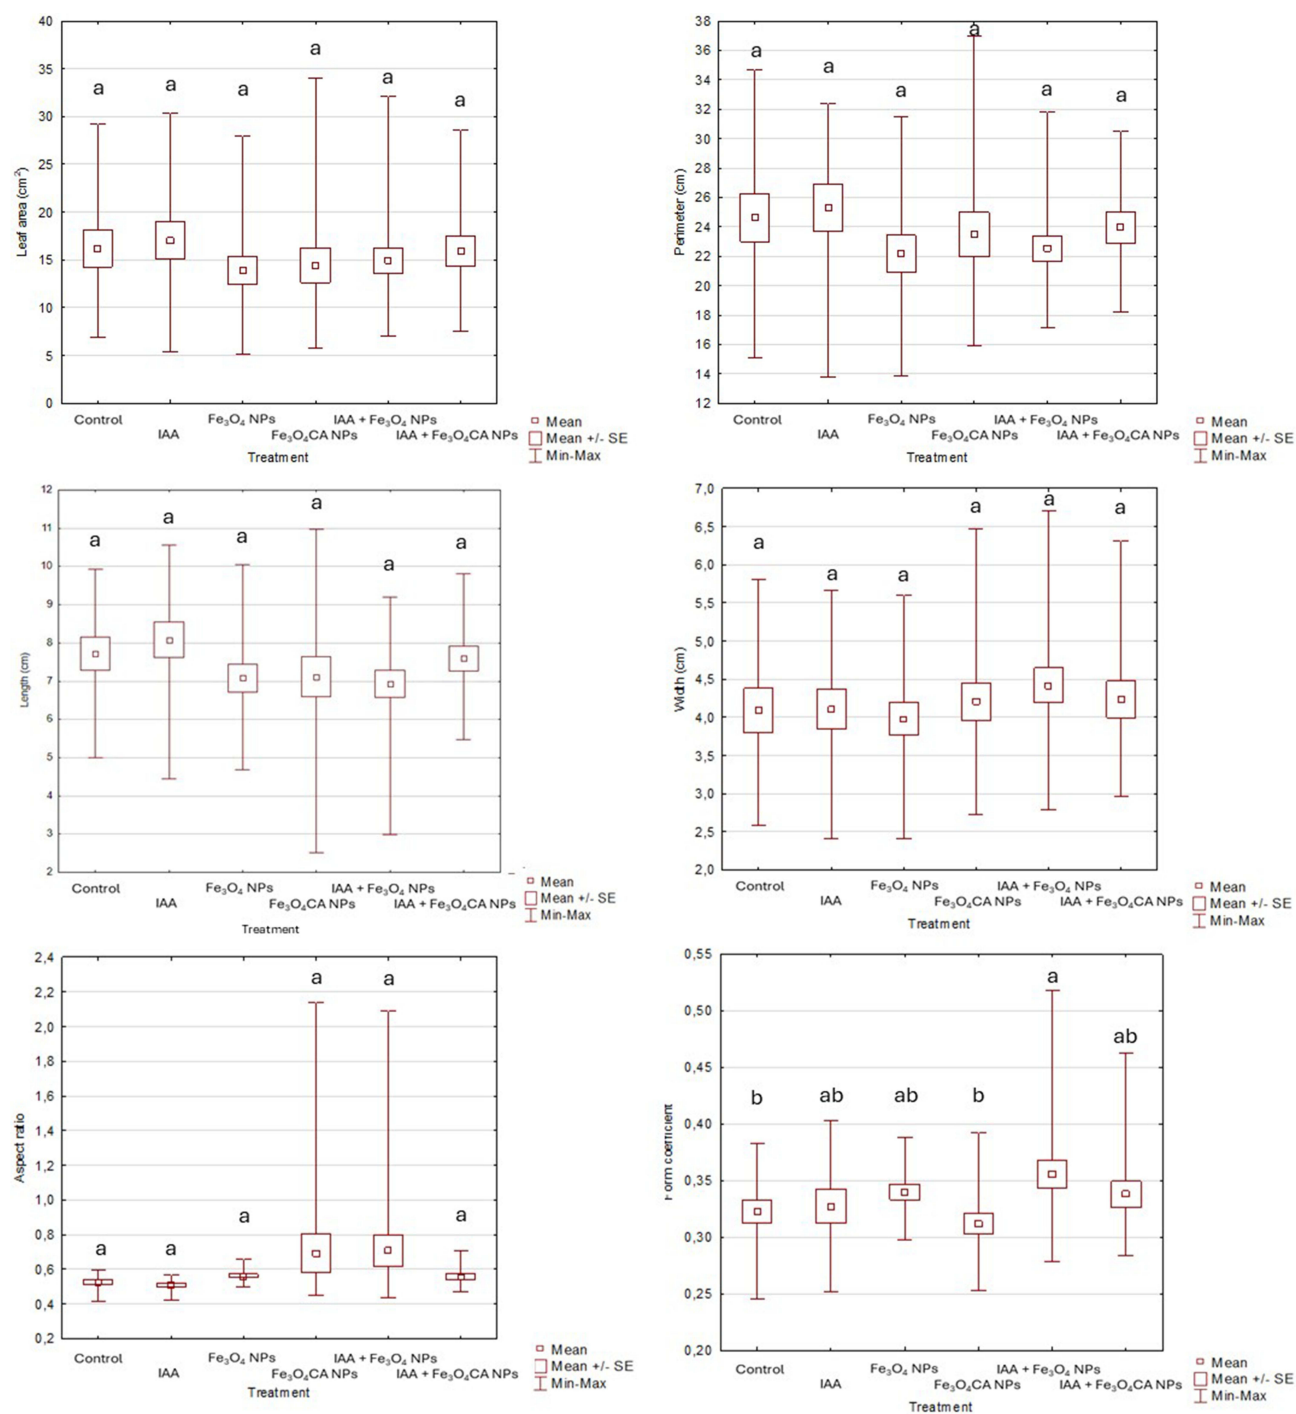 40
35
30
25
20
15
10
5
0
Leaf area (cm²)
a a a a a a
Control Fe₃O₄ NPs IAA + Fe₃O₄ NPs
IAA Fe₃O₄CA NPs IAA + Fe₃O₄CA NPs
Treatment
Mean
Mean +/- SE
Min-Max
38
36
34
32
30
28
26
24
22
20
18
16
14
12
Perimeter (cm)
a a a a a a
Control Fe₃O₄ NPs IAA + Fe₃O₄ NPs
IAA Fe₃O₄CA NPs IAA + Fe₃O₄CA NPs
Treatment
Mean
Mean +/- SE
Min-Max
12
11
10
9
8
7
6
5
4
3
2
Length (cm)
a a a a a a
Control Fe₃O₄ NPs IAA + Fe₃O₄ NPs
IAA Fe₃O₄CA NPs IAA + Fe₃O₄CA NPs
Treatment
Mean
Mean +/- SE
Min-Max
7,0
6,5
6,0
5,5
5,0
4,5
4,0
3,5
3,0
2,5
2,0
Width (cm)
a a a a a a
Control Fe₃O₄ NPs IAA + Fe₃O₄ NPs
IAA Fe₃O₄CA NPs IAA + Fe₃O₄CA NPs
Treatment
Mean
Mean +/- SE
Min-Max
2,4
2,2
2,0
1,8
1,6
1,4
1,2
1,0
0,8
0,6
0,4
0,2
Aspect ratio
a a a a a a
Control Fe₃O₄ NPs IAA + Fe₃O₄ NPs
IAA Fe₃O₄CA NPs IAA + Fe₃O₄CA NPs
Treatment
Mean
Mean +/- SE
Min-Max
0,55
0,50
0,45
0,40
0,35
0,30
0,25
0,20
Form coefficient
b ab ab b a ab
Control Fe₃O₄ NPs IAA + Fe₃O₄ NPs
IAA Fe₃O₄CA NPs IAA + Fe₃O₄CA NPs
Treatment
Mean
Mean +/- SE
Min-Max